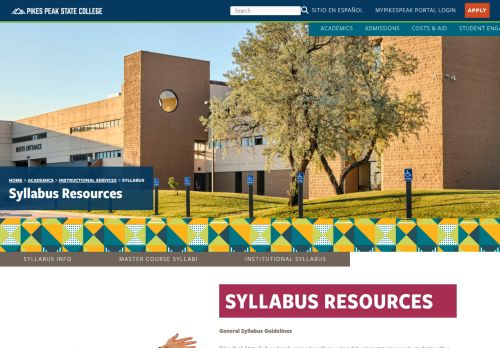 PIKES PEAK STATE COLLEGE
Search
SITIO EN ESPAÑOL
MYPIKESPEAK PORTAL LOGIN
APPLY
ACADEMICS
ADMISSIONS
COSTS & AID
STUDENT ENGA
NORTH ENTRANCE
HOME > ACADEMICS > INSTRUCTIONAL SERVICES > SYLLABUS
Syllabus Resources
SYLLABUS INFO
MASTER COURSE SYLLABI
INSTITUTIONAL SYLLABUS
SYLLABUS RESOURCES
General Syllabus Guidelines